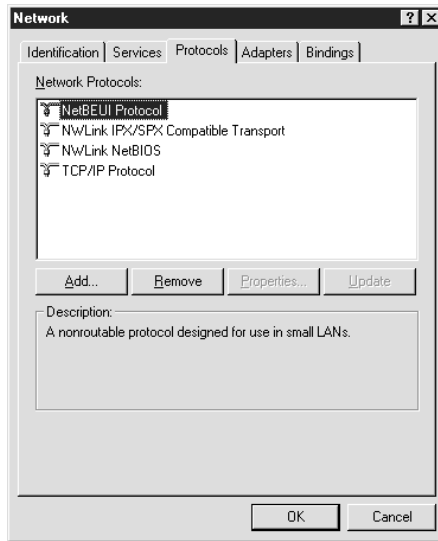 Network
Identification Services Protocols Adapters Bindings
Network Protocols:
NetBEUI Protocol
NWLink IPX/SPX Compatible Transport
NWLink NetBIOS
TCP/IP Protocol
Add... Remove Properties... Update
Description:
A nonroutable protocol designed for use in small LANs.
OK Cancel